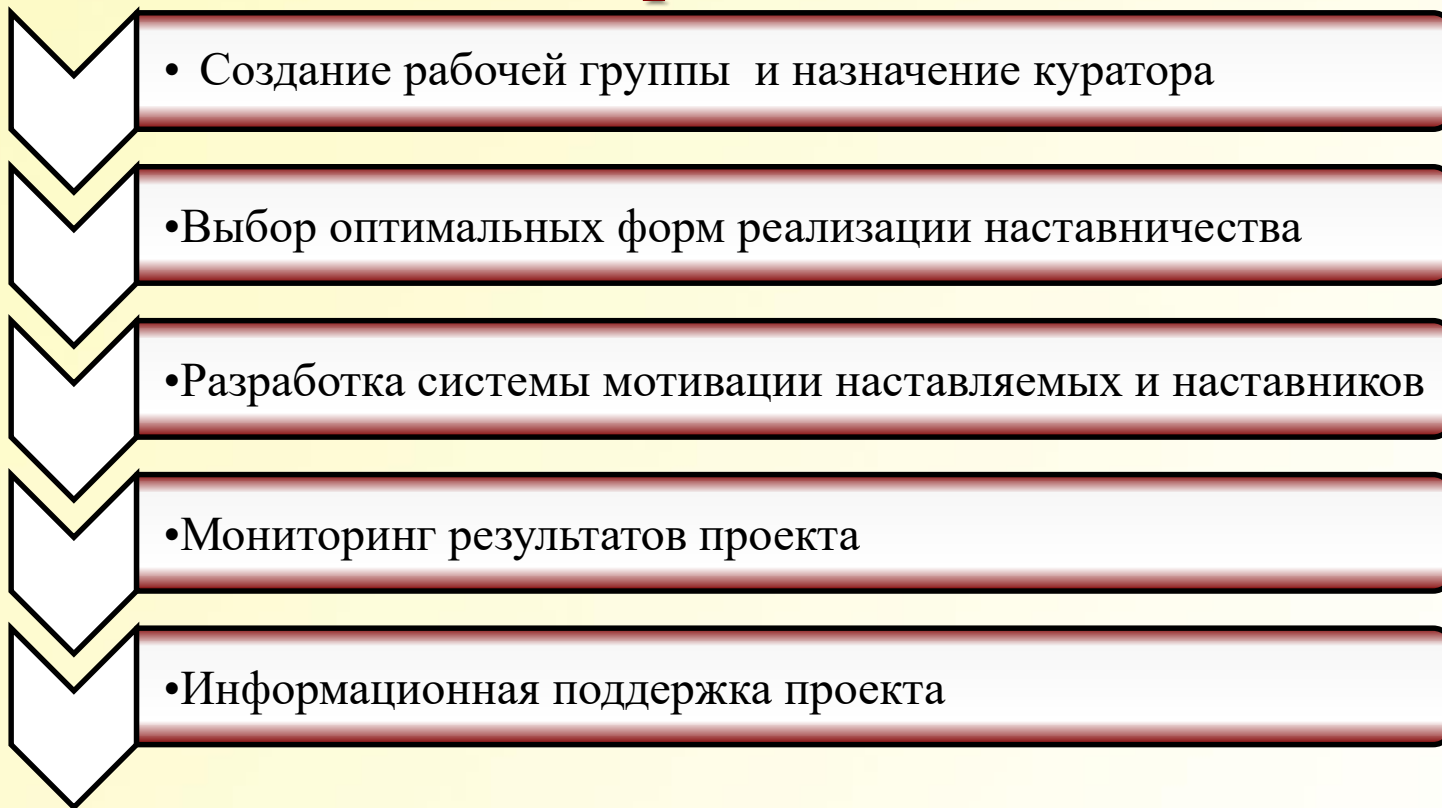 • Создание рабочей группы и назначение куратора
•Выбор оптимальных форм реализации наставничества
•Разработка системы мотивации наставляемых и наставников
•Мониторинг результатов проекта
•Информационная поддержка проекта